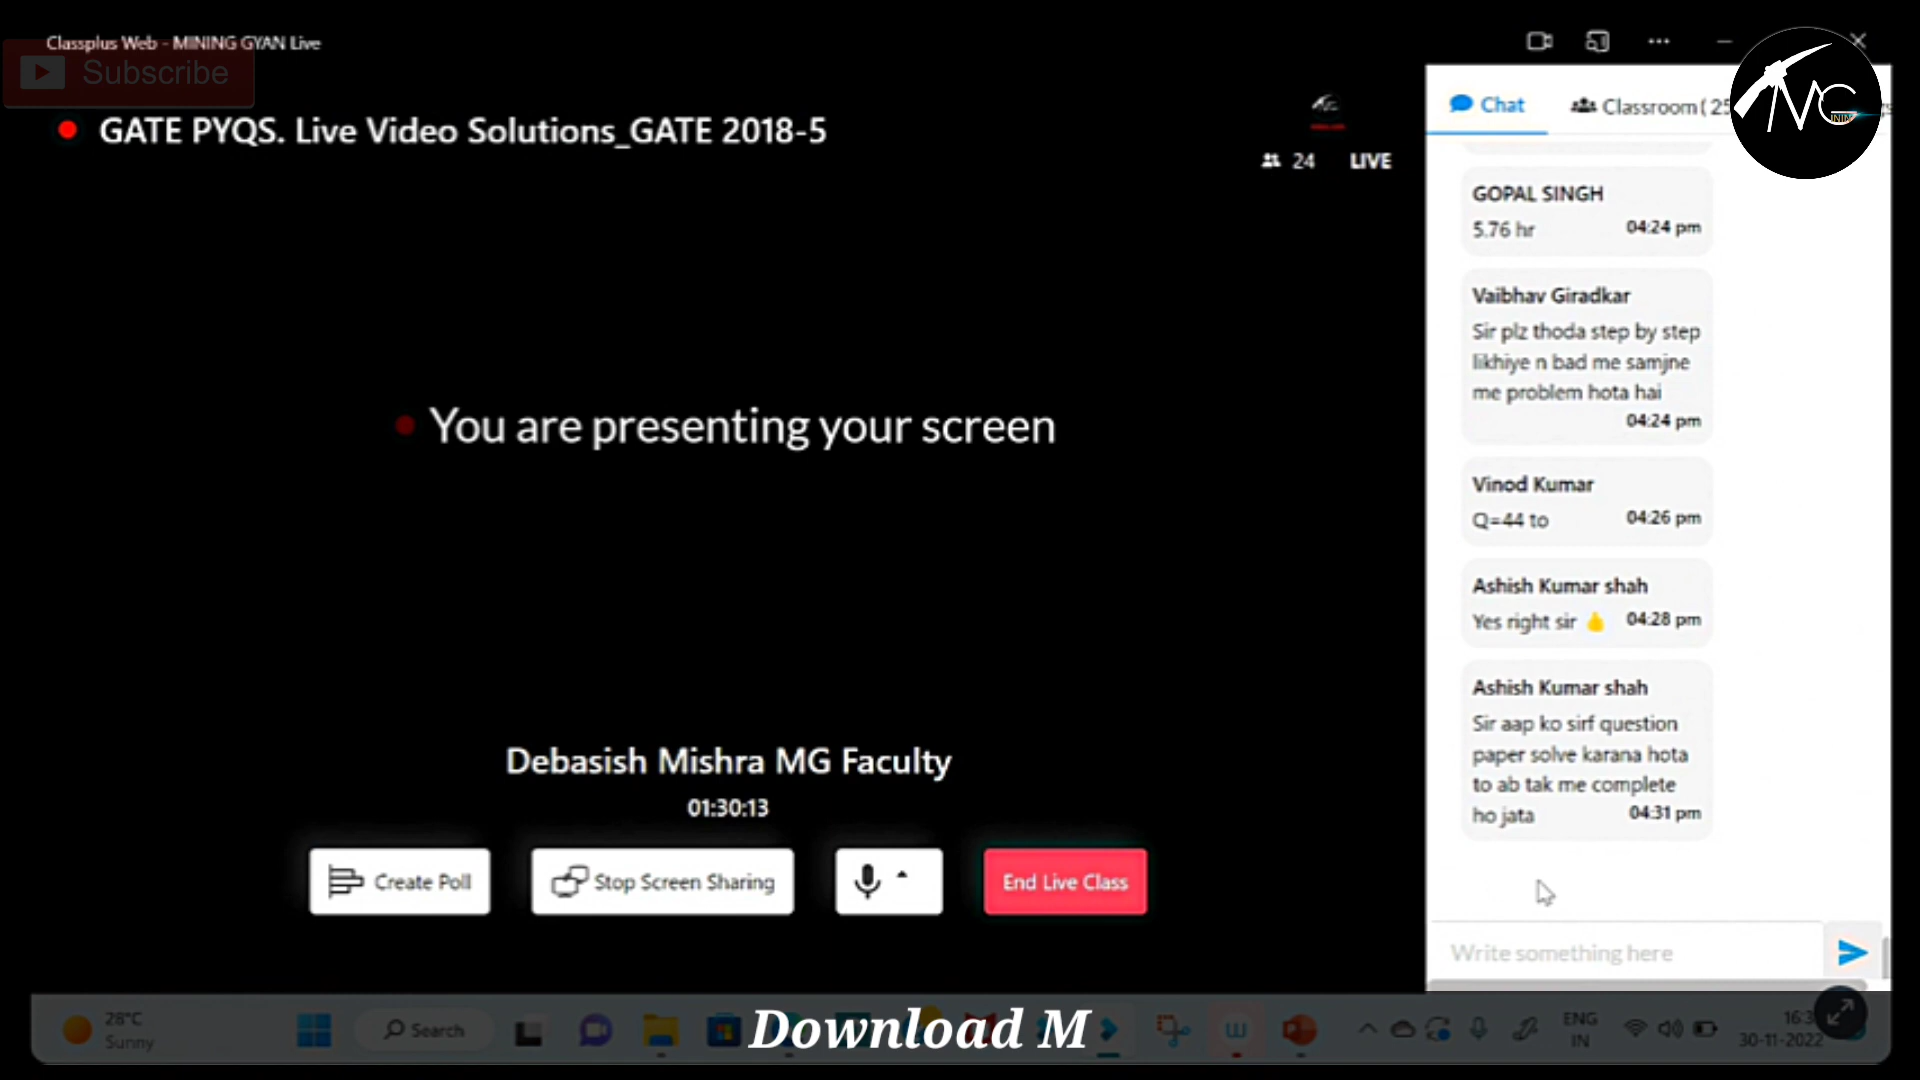 Classplus Web - MINING GYAN Live
Subscribe
GATE PYQS. Live Video Solutions_GATE 2018-5
24 LIVE
You are presenting your screen
Debasish Mishra MG Faculty
01:30:13
Create Poll
Stop Screen Sharing
End Live Class
Chat
Classroom ( 25
MG
GOPAL SINGH
5.76 hr 04:24 pm
Vaibhav Giradkar
Sir plz thoda step by step
likhiye n bad me samjne
me problem hota hai
04:24 pm
Vinod Kumar
Q=44 to 04:26 pm
Ashish Kumar shah
Yes right sir 👍 04:28 pm
Ashish Kumar shah
Sir aap ko sirf question
paper solve karana hota
to ab tak me complete
ho jata 04:31 pm
Write something here
28°C
Sunny
Search
Download M
ENG
IN
16:3
30-11-2022